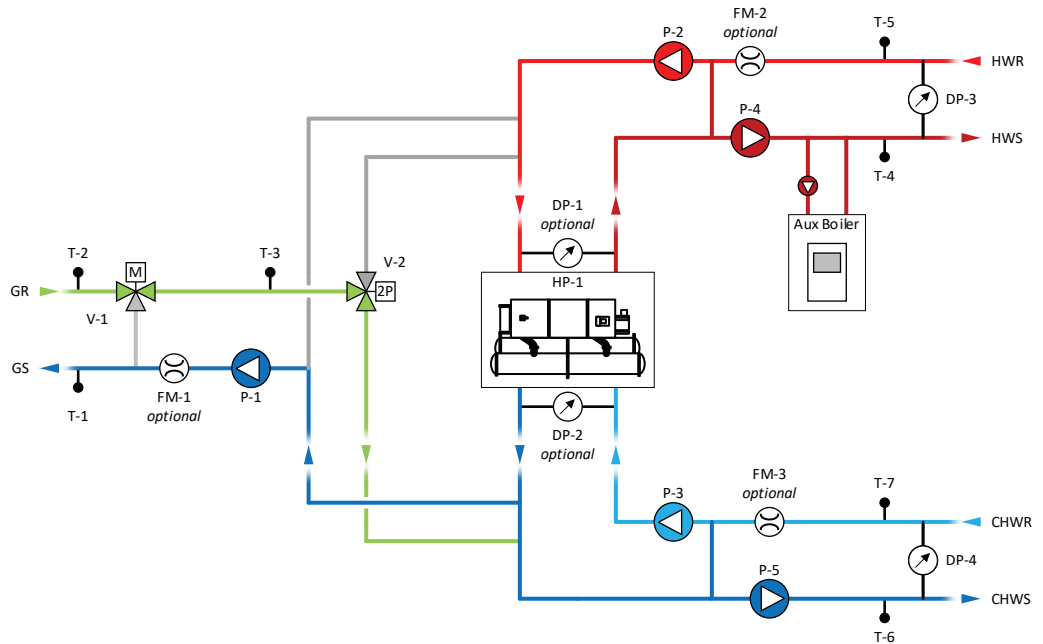 FM-2
optional
T-5
P-2
HWR
P-4
DP-3
HWS
T-4
DP-1
optional
Aux Boiler
T-2
T-3
V-2
M
HP-1
GR
2P
V-1
GS
T-1
FM-1
optional
P-1
DP-2
optional
FM-3
optional
T-7
P-3
CHWR
P-5
DP-4
CHWS
T-6